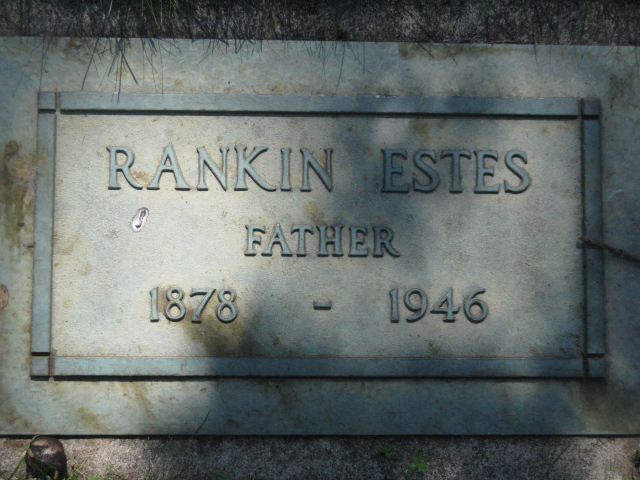 RANKIN ESTES
FATHER
1878 - 1946